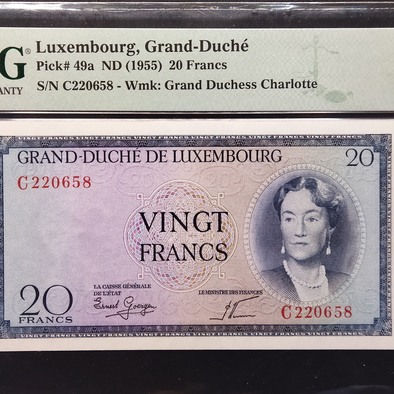 G® Luxembourg, Grand-Duché
Pick# 49a ND (1955) 20 Francs
RANTY S/N C220658 - Wmk: Grand Duchess Charlotte
GRAND-DUCHÉ DE LUXEMBOURG 20
C220658
VINGT
FRANCS
LA CAISSE GÉNÉRALE
DE L'ÉTAT
LE MINISTRE DES FINANCES
20
FRANCS
C220658